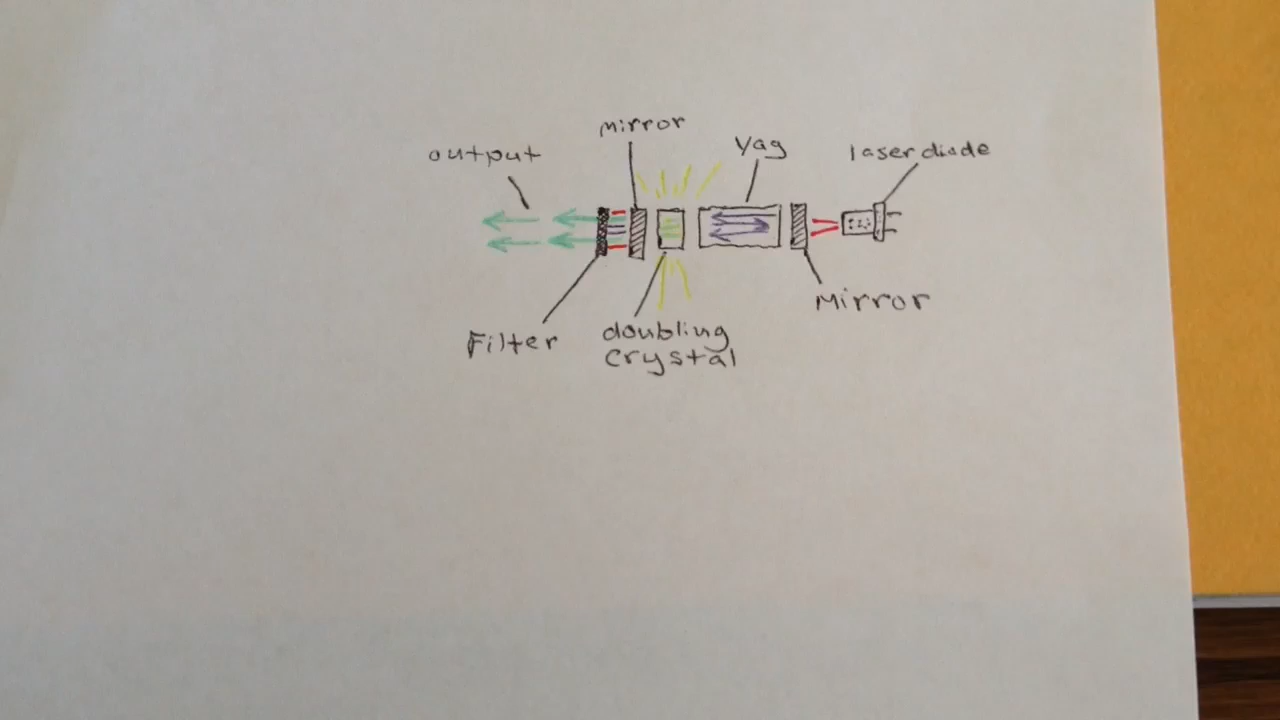 mirror
output
Yag
laser diode
Mirror
Filter
doubling
crystal